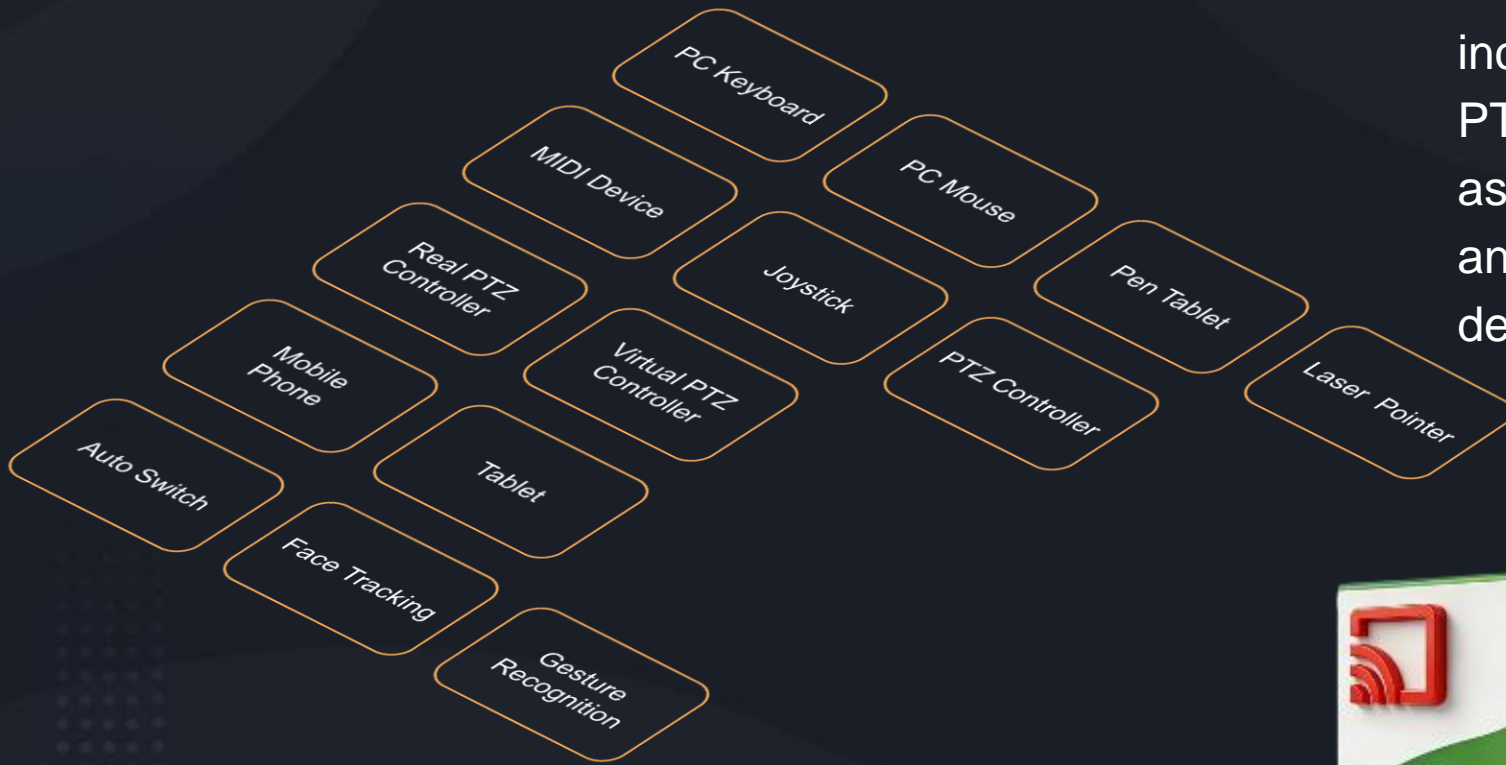 PC Keyboard
PC Mouse
Pen Tablet
Laser Pointer
MIDI Device
Joystick
PTZ Controller
Real PTZ
Controller
Virtual PTZ
Controller
Mobile
Phone
Tablet
Auto Switch
Face Tracking
Gesture
Recognition
as